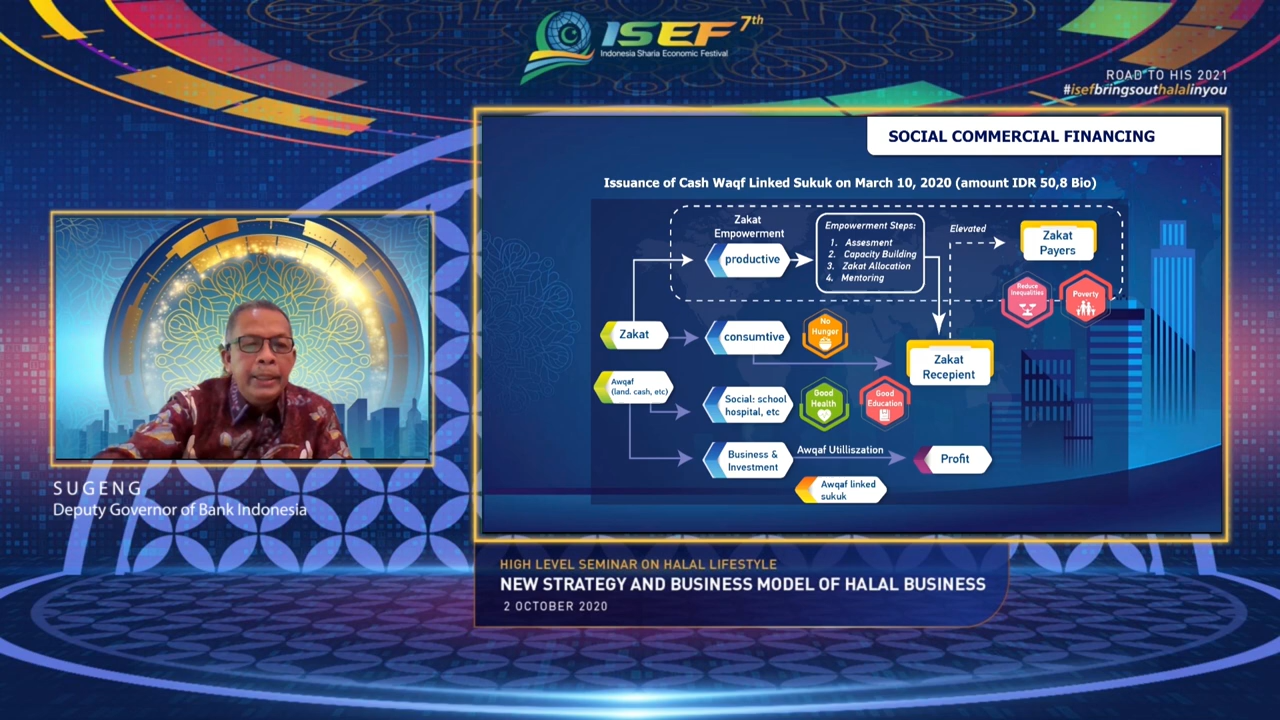 ISEF 7th
Indonesia Sharia Economic Festival
ROAD TO HIS 2021
#isefbringsouthalalinyou
SOCIAL COMMERCIAL FINANCING
Issuance of Cash Waqf Linked Sukuk on March 10, 2020 (amount IDR 50,8 Bio)
Zakat
Empowerment
productive
Empowerment Steps:
1. Assesment
2. Capacity Building
3. Zakat Allocation
4. Mentoring
Elevated
Zakat
Payers
Reduce
Inequalities
Poverty
Zakat
consumtive
No
Hunger
Zakat
Recepient
Awqaf
(land. cash, etc)
Social: school
hospital, etc
Good
Health
Good
Education
Business &
Investment
Awqaf Utilliszation
Profit
Awqaf linked
sukuk
SUGENG
Deputy Governor of Bank Indonesia
HIGH LEVEL SEMINAR ON HALAL LIFESTYLE
NEW STRATEGY AND BUSINESS MODEL OF HALAL BUSINESS
2 OCTOBER 2020